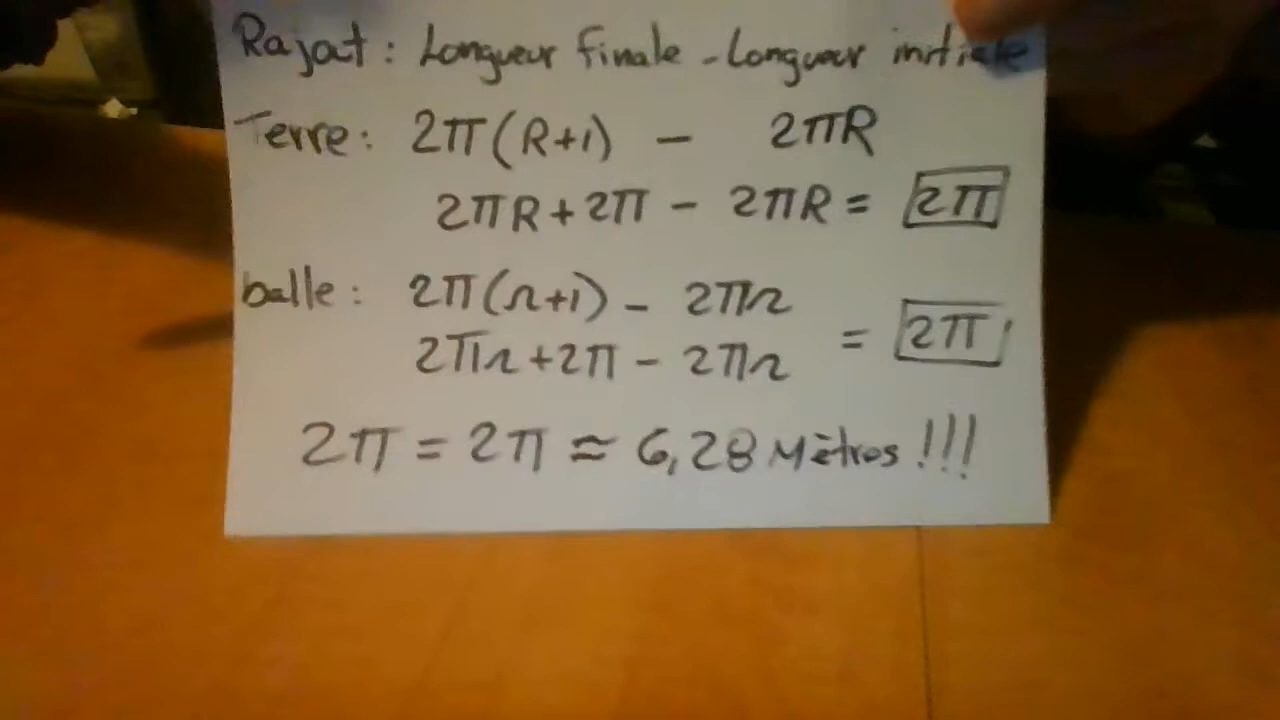 Rajout : Longueur finale - Longueur initiale
Terre : 2π(R+1) - 2πR
2πR+2π - 2πR = 2π
balle : 2π(r+1) - 2πr
2πr+2π - 2πr = 2π
2π = 2π ≈ 6,28 Mètres !!!